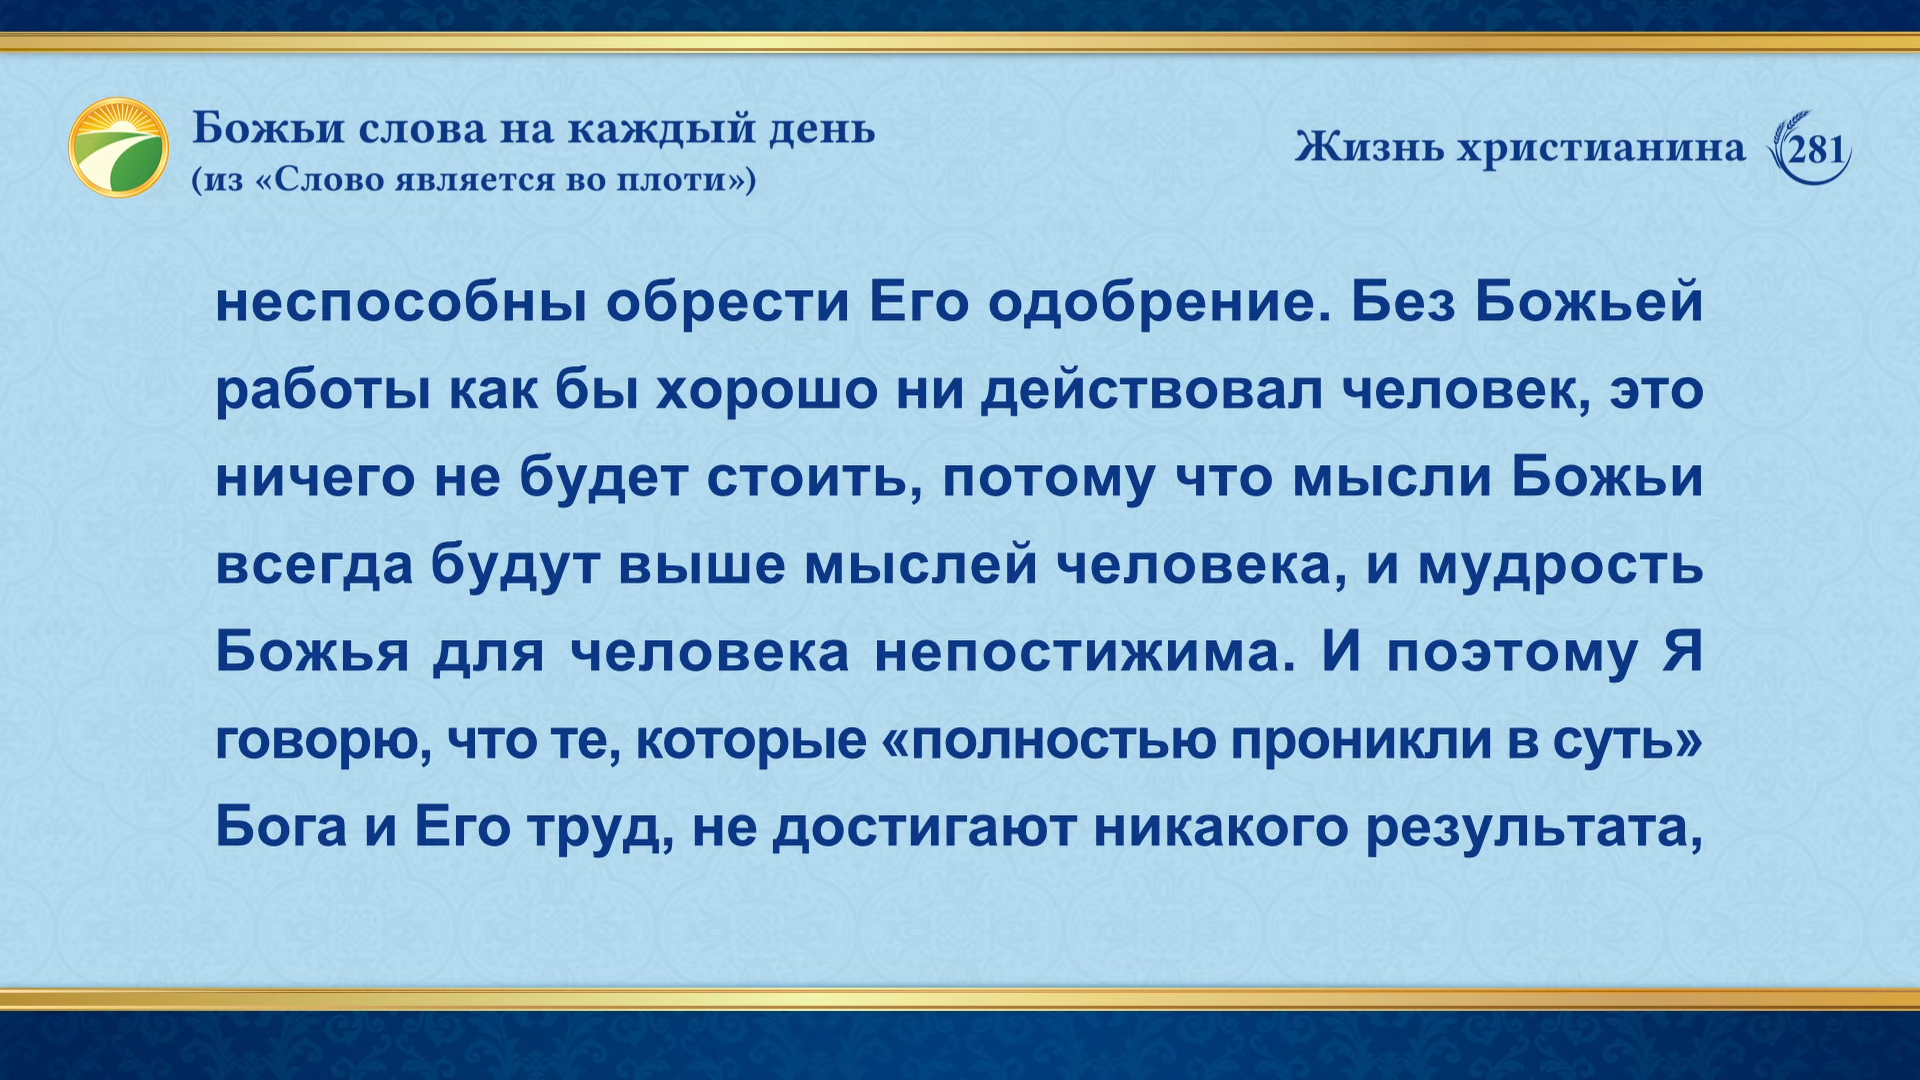 Божьи слова на каждый день
(из «Слово является во плоти»)
Жизнь христианина 281
неспособны обрести Его одобрение. Без Божьей
работы как бы хорошо ни действовал человек, это
ничего не будет стоить, потому что мысли Божьи
всегда будут выше мыслей человека, и мудрость
Божья для человека непостижима. И поэтому Я
говорю, что те, которые «полностью проникли в суть»
Бога и Его труд, не достигают никакого результата,